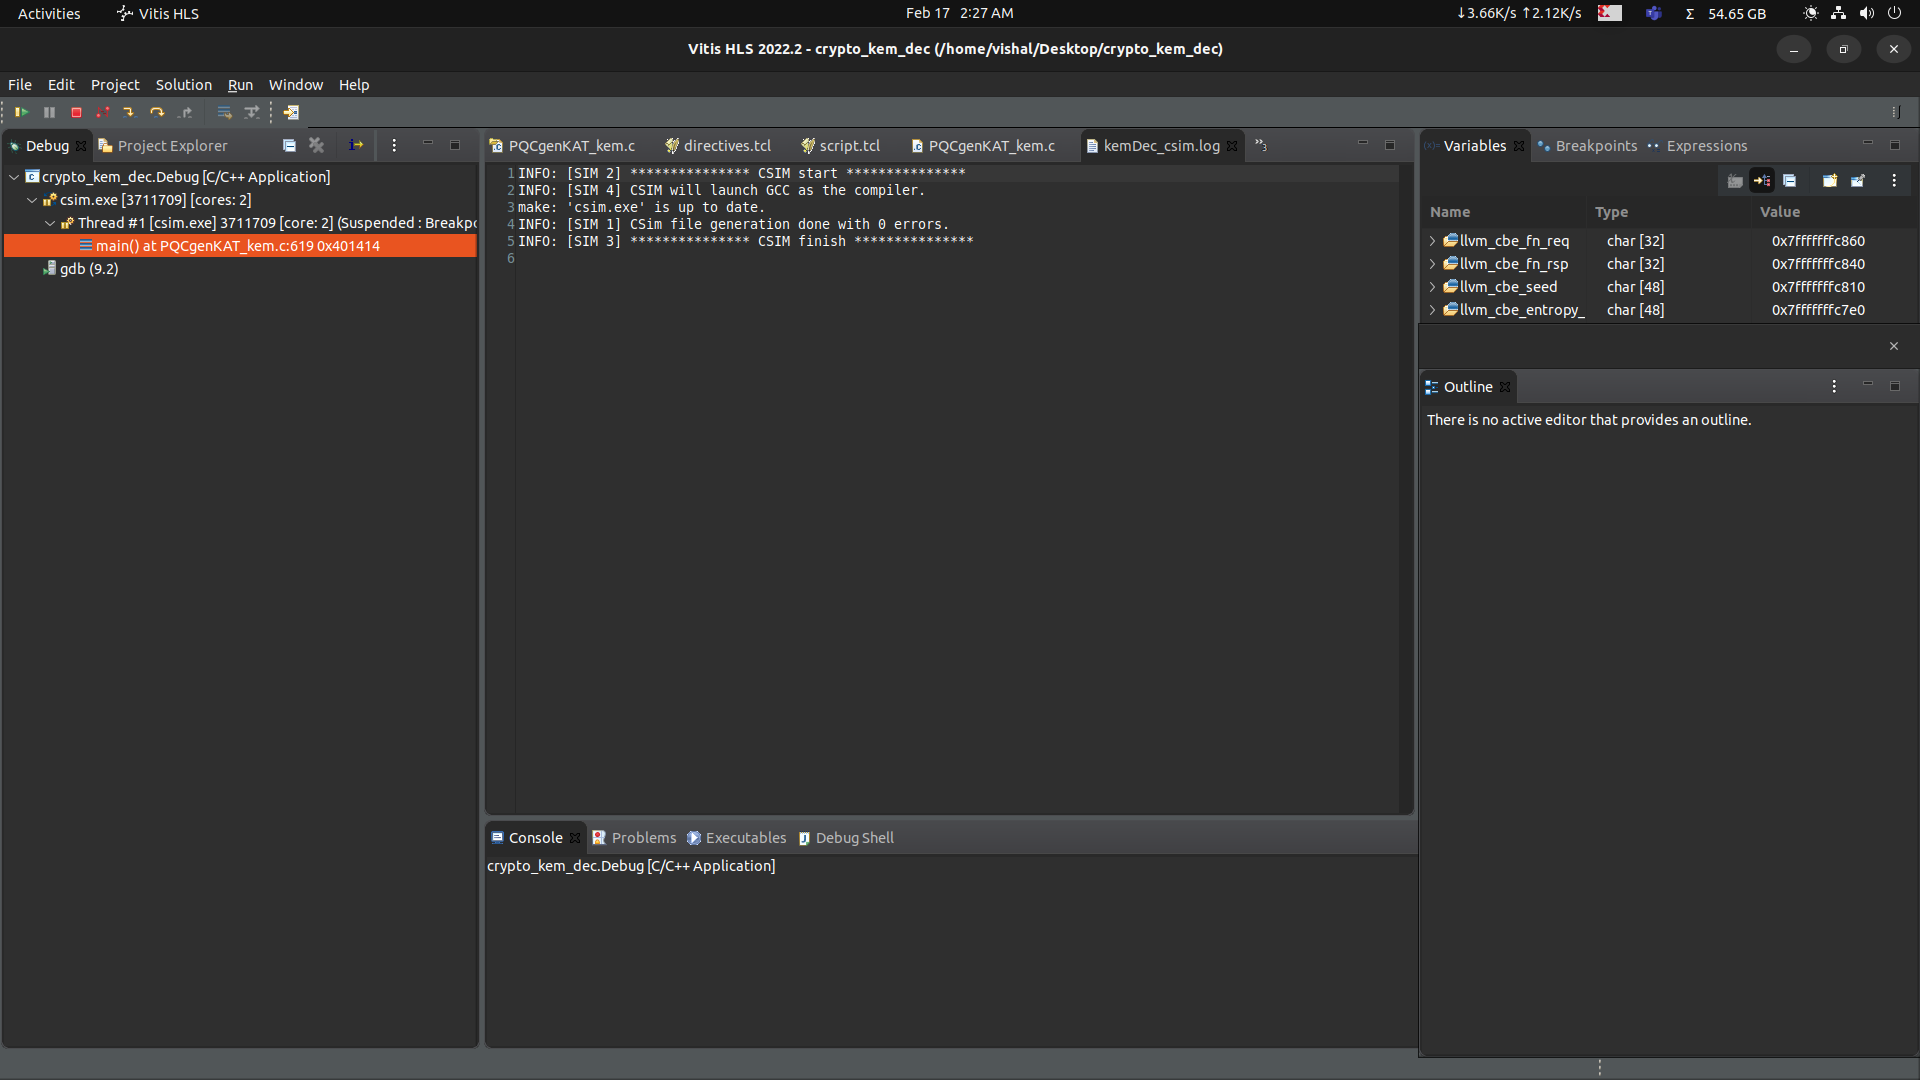 Activities Vitis HLS Feb 17 2:27 AM ↓3.66K/s ↑2.12K/s Σ 54.65 GB
Vitis HLS 2022.2 - crypto_kem_dec (/home/vishal/Desktop/crypto_kem_dec)
File Edit Project Solution Run Window Help
Debug Project Explorer
crypto_kem_dec.Debug [C/C++ Application]
csim.exe [3711709] [cores: 2]
Thread #1 [csim.exe] 3711709 [core: 2] (Suspended : Breakpo
main() at PQCgenKAT_kem.c:619 0x401414
gdb (9.2)
PQCgenKAT_kem.c directives.tcl script.tcl PQCgenKAT_kem.c kemDec_csim.log »3
1 INFO: [SIM 2] *************** CSIM start ***************
2 INFO: [SIM 4] CSIM will launch GCC as the compiler.
3 make: 'csim.exe' is up to date.
4 INFO: [SIM 1] CSim file generation done with 0 errors.
5 INFO: [SIM 3] *************** CSIM finish ***************
6
Console Problems Executables Debug Shell
crypto_kem_dec.Debug [C/C++ Application]
Variables Breakpoints Expressions
Name Type Value
llvm_cbe_fn_req char [32] 0x7fffffffc860
llvm_cbe_fn_rsp char [32] 0x7fffffffc840
llvm_cbe_seed char [48] 0x7fffffffc810
llvm_cbe_entropy_ char [48] 0x7fffffffc7e0
Outline
There is no active editor that provides an outline.